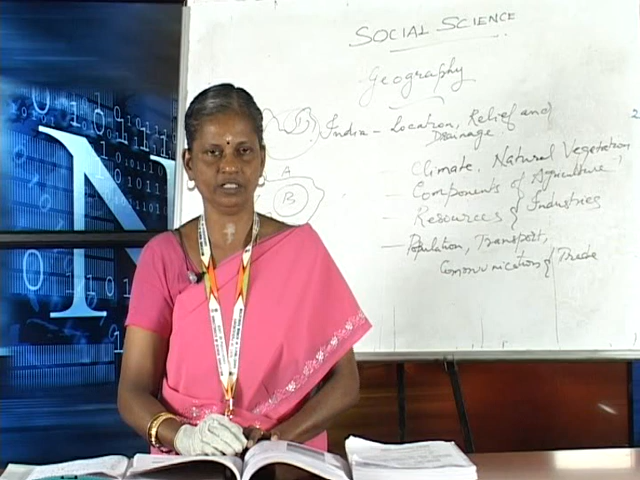 SOCIAL SCIENCE
Geography
India - Location, Relief and
Drainage.
- Climate, Natural Vegetation,
- Components of Agriculture
- Resources & Industries
- Population, Transport,
Communication & Trade
A
B
2
N